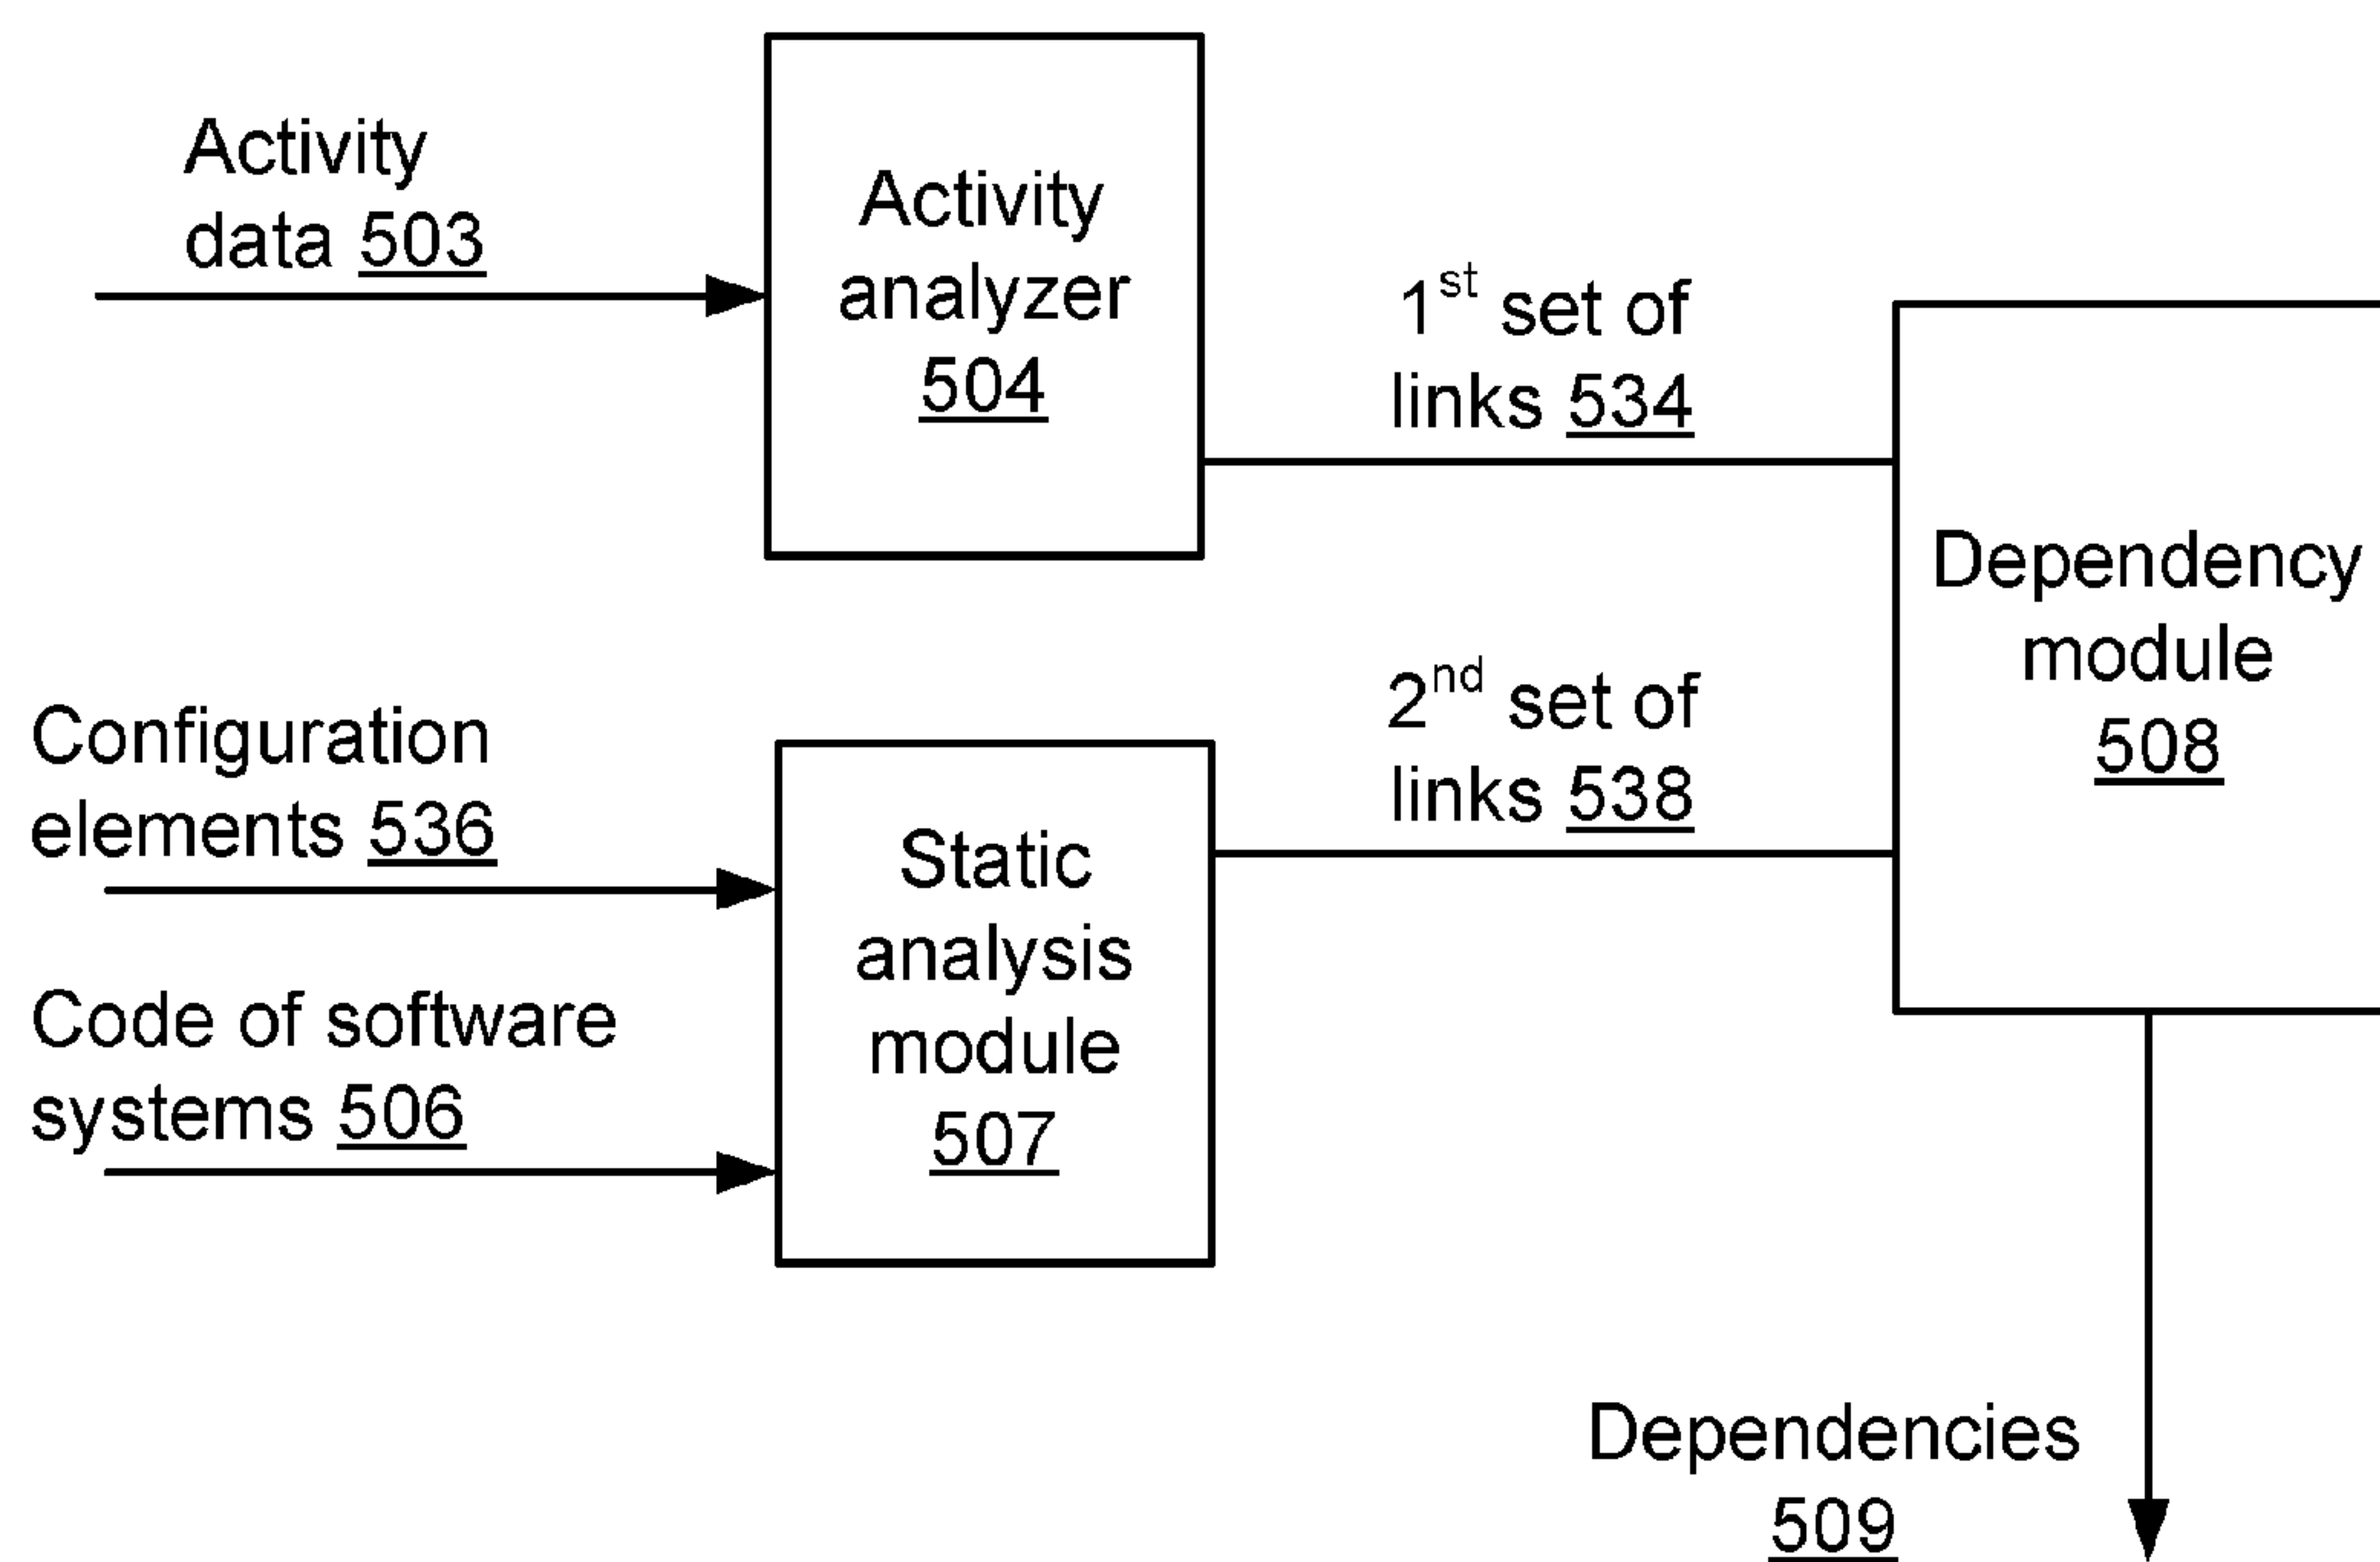 Activity
data 503
Activity
analyzer
504
1st set of
links 534
Dependency
module
508
Configuration
elements 536
2nd set of
links 538
Static
analysis
module
507
Code of software
systems 506
Dependencies
509